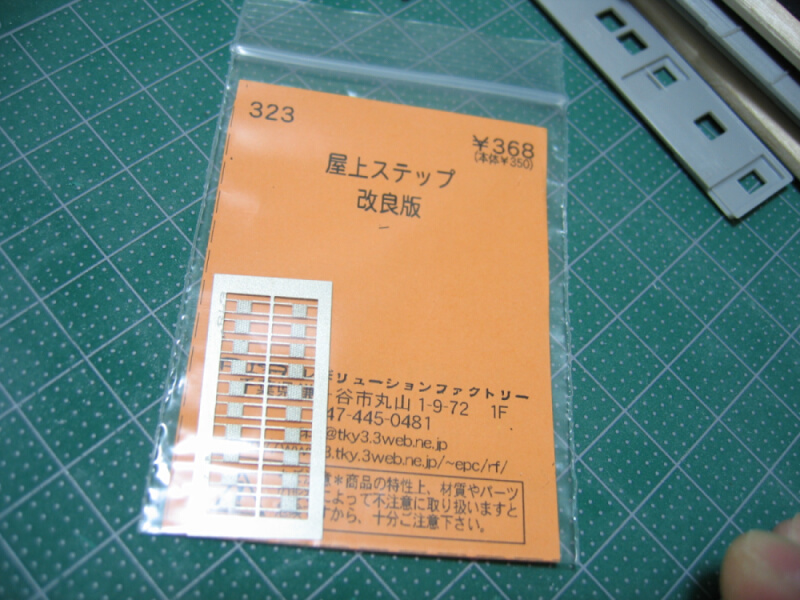 323
¥368
(本体¥350)
屋上ステップ
改良版
リューションファクトリー
谷市丸山1-9-72 1F
47-445-0481
@tky3.3web.ne.jp
3.tky.3web.ne.jp/~epc/rf/
意*商品の特性上、材質やパーツ
によって不注意に取り扱いますと
すから、十分ご注意下さい。